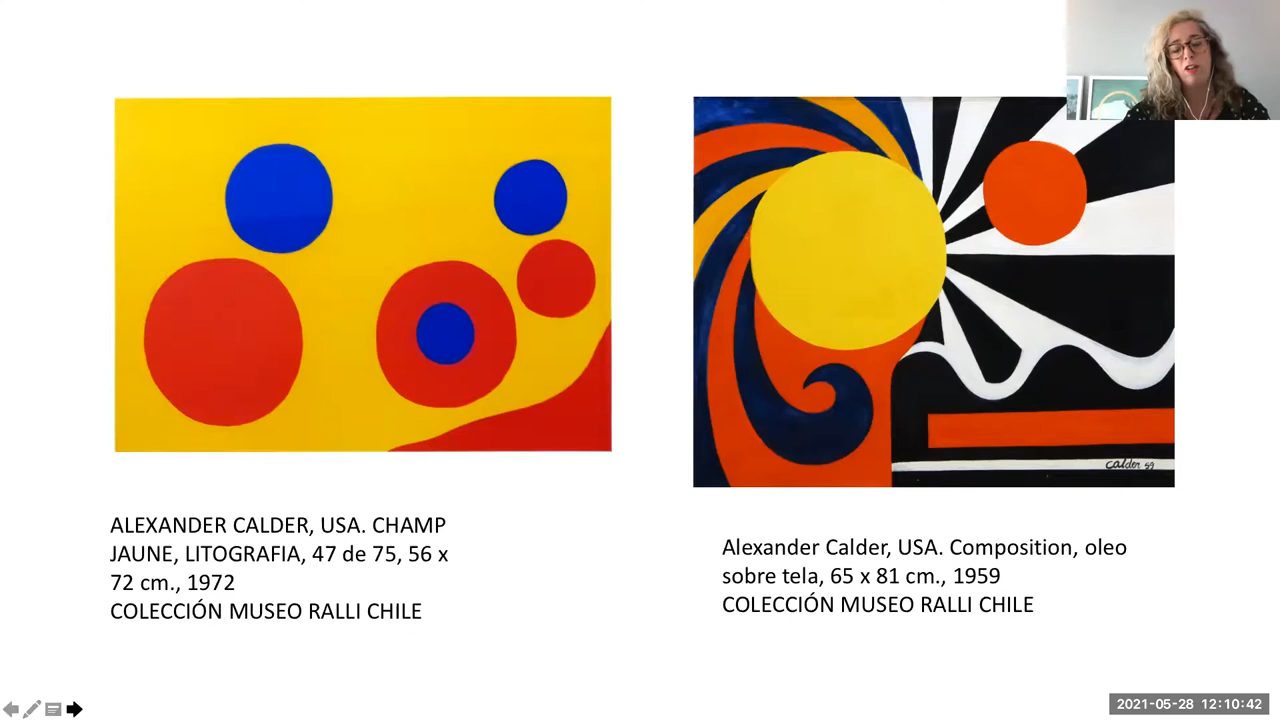 calder 59
ALEXANDER CALDER, USA. CHAMP
JAUNE, LITOGRAFIA, 47 de 75, 56 x
72 cm., 1972
COLECCIÓN MUSEO RALLI CHILE
Alexander Calder, USA. Composition, oleo
sobre tela, 65 x 81 cm., 1959
COLECCIÓN MUSEO RALLI CHILE
2021-05-28 12:10:42